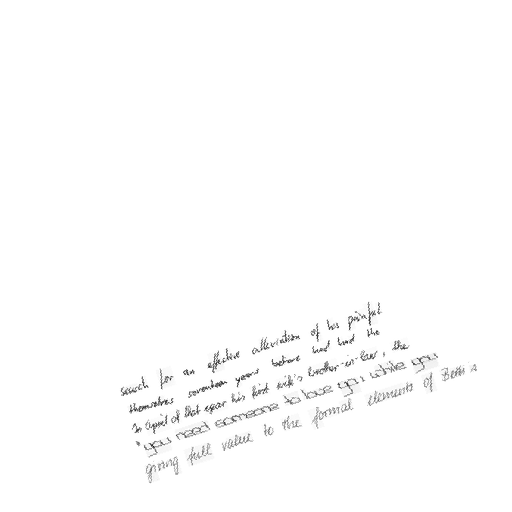 search for an effective alleviation of his painful
themselves seventeen years before had had the
In April of that year his first wife's brother-in-law, the
"you need someone to love you while you
giving full value to the formal elements of Beth s